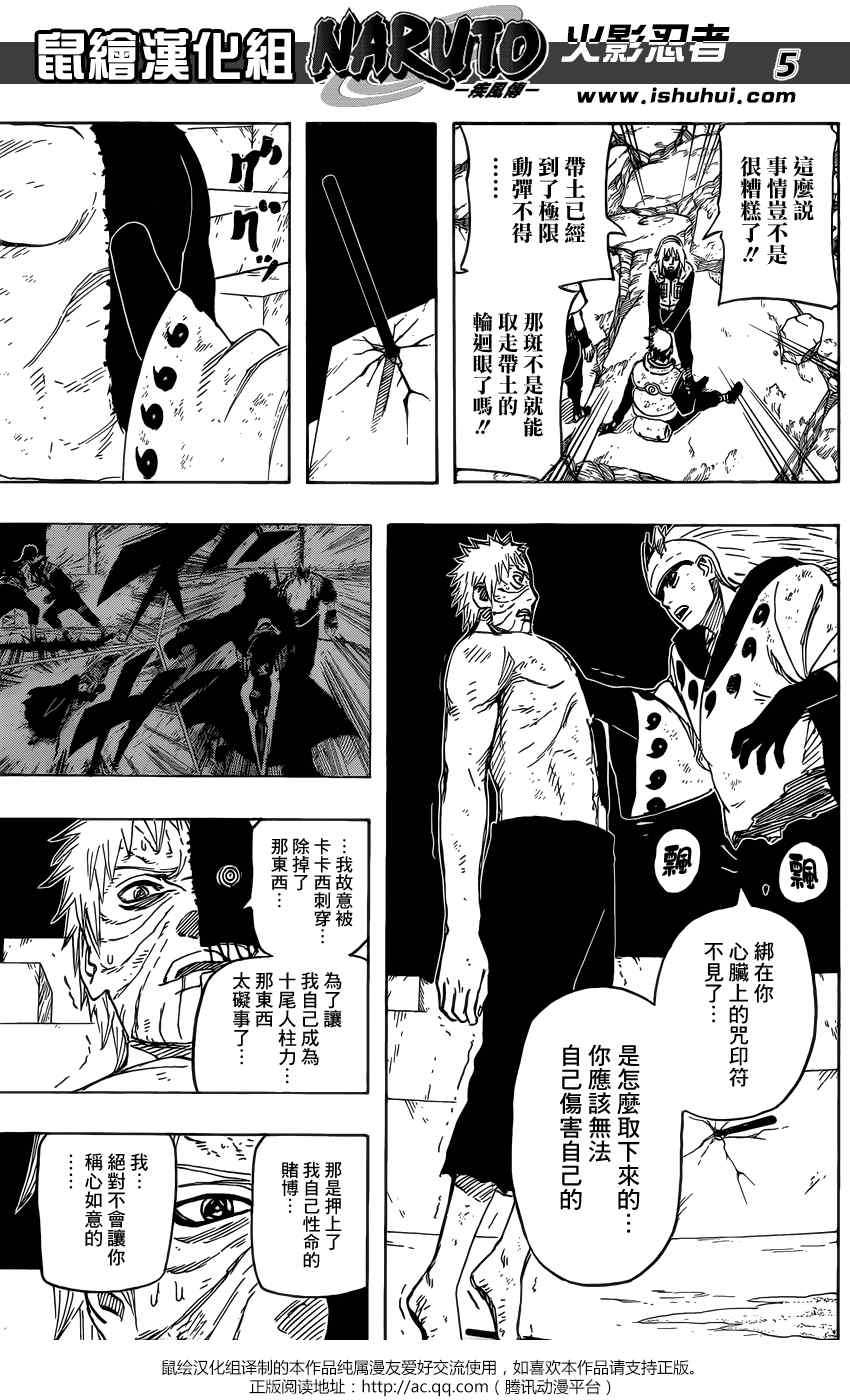 鼠繪漢化組
NARUTO
疾風傳
火影忍者
5
www.ishuhui.com
這麼說
事情豈不是
很糟糕了!!
帶土已經
到了極限
動彈不得
……
那斑不是就能
取走帶土的
輪迴眼了嗎!!
グググ
綁在你
心臟上的咒印符
不見了…
是怎麼取下來的…
你應該無法
自己傷害自己的
飄
飄
…我故意被
卡卡西刺穿…
除掉了
那東西…
為了讓
我自己成為
十尾人柱力…
那東西
太礙事了…
那是押上了
我自己性命的
賭博…
我…
絕對不會讓你
稱心如意的
……
鼠绘汉化组译制的本作品纯属漫友爱好交流使用，如喜欢本作品请支持正版。
正版阅读地址：http://ac.qq.com（腾讯动漫平台）